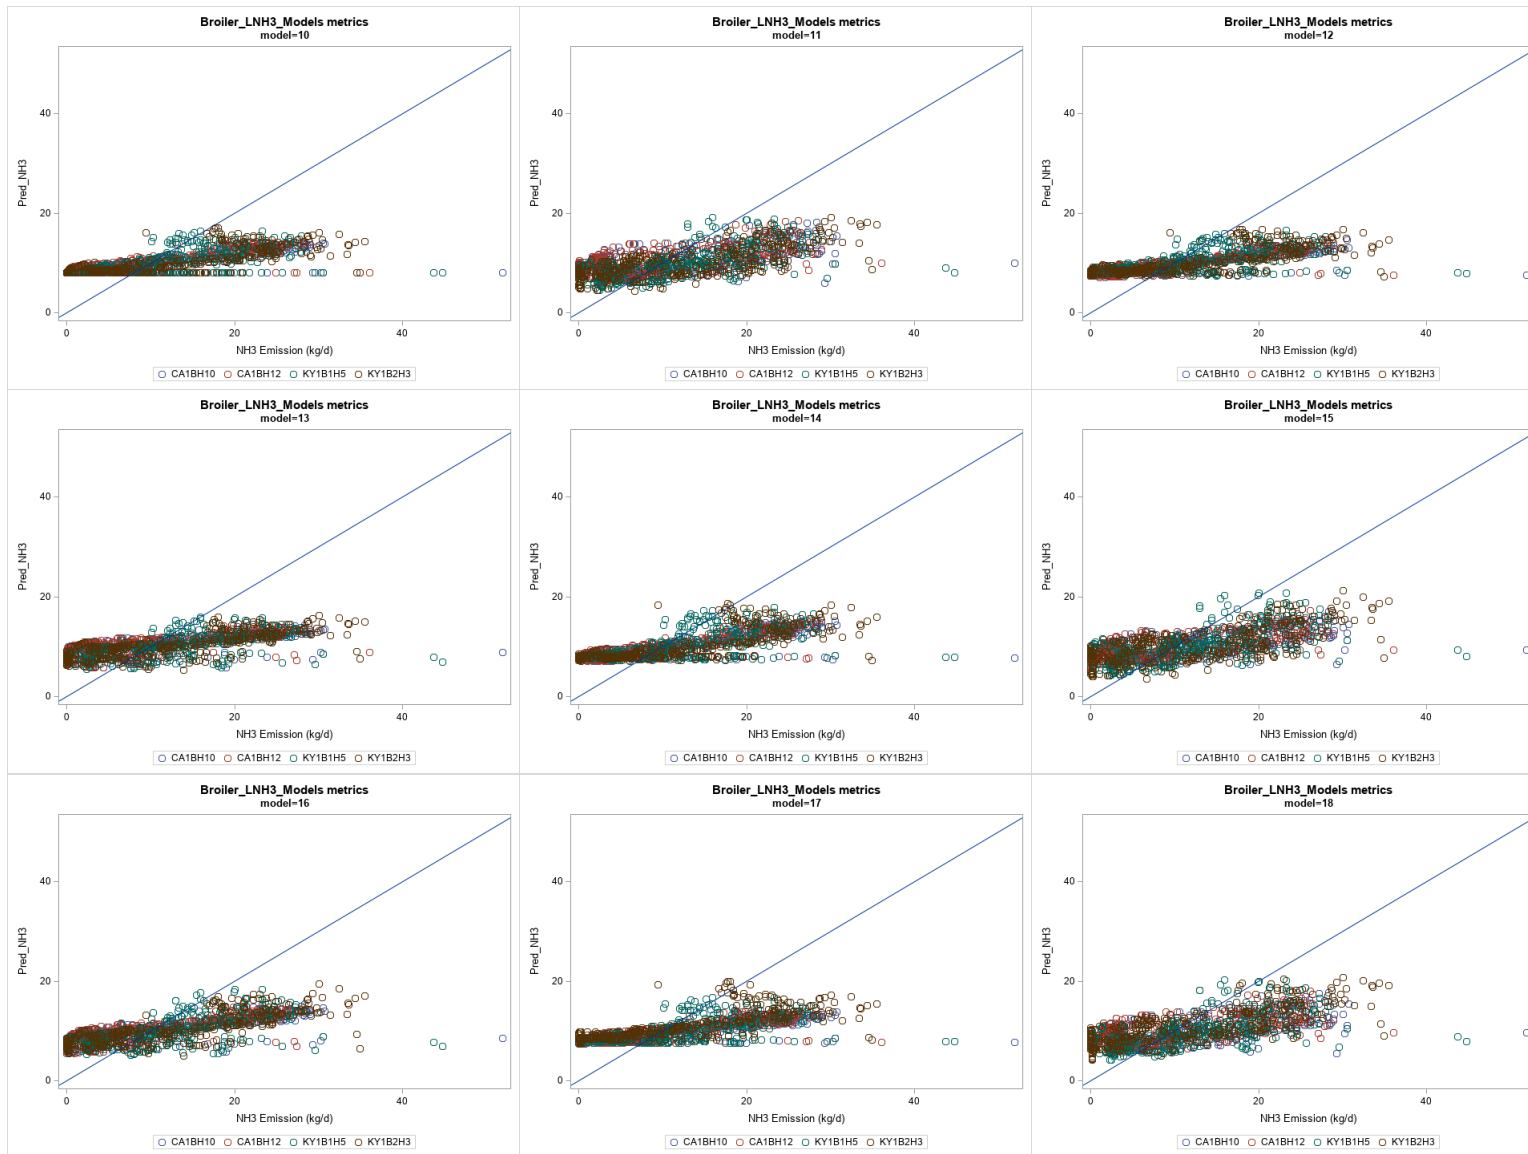 Broiler_LNH3_Models metrics
model=10
Pred_NH3
40
20
0
0 20 40
NH3 Emission (kg/d)
CA1BH10 CA1BH12 KY1B1H5 KY1B2H3
Broiler_LNH3_Models metrics
model=11
Pred_NH3
40
20
0
0 20 40
NH3 Emission (kg/d)
CA1BH10 CA1BH12 KY1B1H5 KY1B2H3
Broiler_LNH3_Models metrics
model=12
Pred_NH3
40
20
0
0 20 40
NH3 Emission (kg/d)
CA1BH10 CA1BH12 KY1B1H5 KY1B2H3
Broiler_LNH3_Models metrics
model=13
Pred_NH3
40
20
0
0 20 40
NH3 Emission (kg/d)
CA1BH10 CA1BH12 KY1B1H5 KY1B2H3
Broiler_LNH3_Models metrics
model=14
Pred_NH3
40
20
0
0 20 40
NH3 Emission (kg/d)
CA1BH10 CA1BH12 KY1B1H5 KY1B2H3
Broiler_LNH3_Models metrics
model=15
Pred_NH3
40
20
0
0 20 40
NH3 Emission (kg/d)
CA1BH10 CA1BH12 KY1B1H5 KY1B2H3
Broiler_LNH3_Models metrics
model=16
Pred_NH3
40
20
0
0 20 40
NH3 Emission (kg/d)
CA1BH10 CA1BH12 KY1B1H5 KY1B2H3
Broiler_LNH3_Models metrics
model=17
Pred_NH3
40
20
0
0 20 40
NH3 Emission (kg/d)
CA1BH10 CA1BH12 KY1B1H5 KY1B2H3
Broiler_LNH3_Models metrics
model=18
Pred_NH3
40
20
0
0 20 40
NH3 Emission (kg/d)
CA1BH10 CA1BH12 KY1B1H5 KY1B2H3